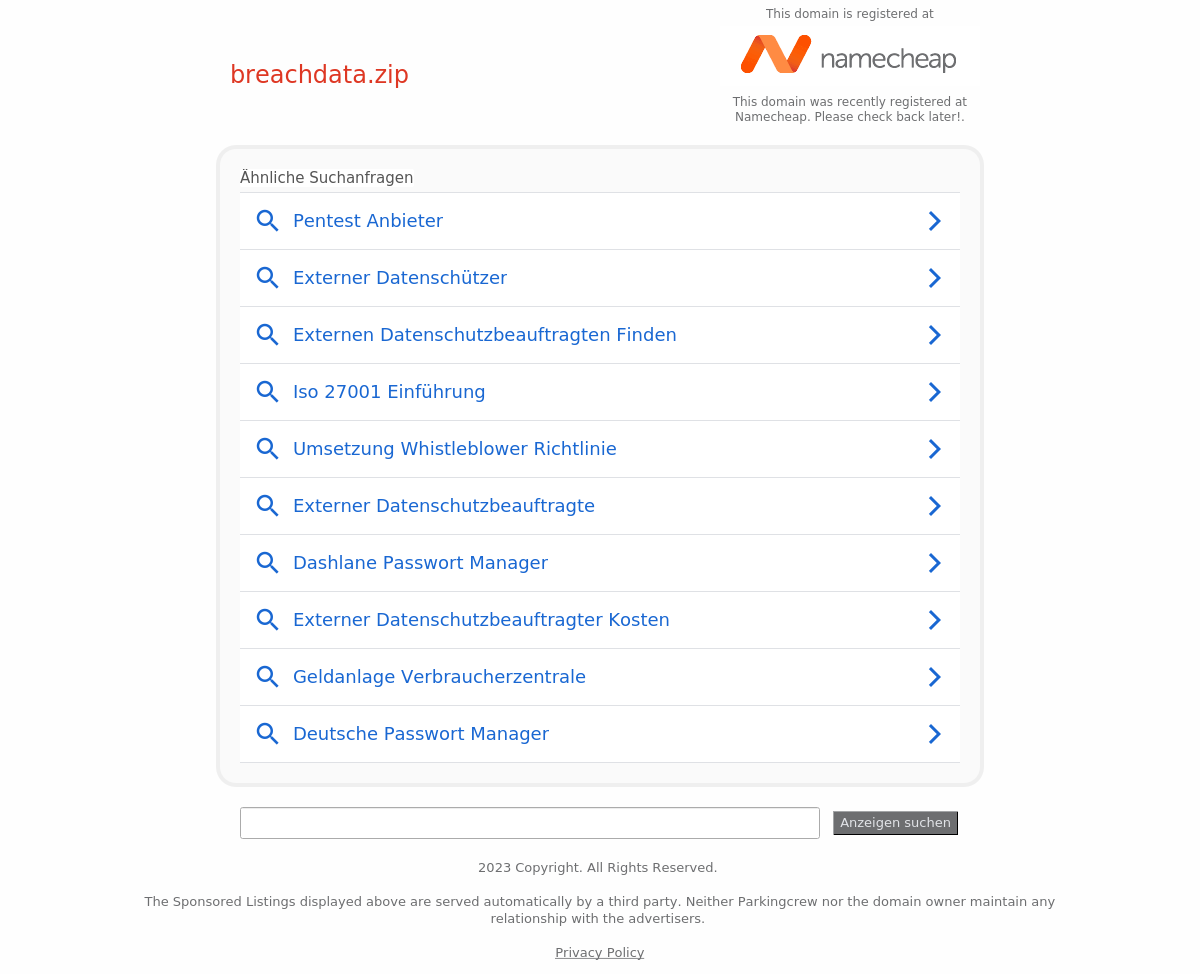 This domain is registered at
namecheap
breachdata.zip
This domain was recently registered at
Namecheap. Please check back later!.
Ähnliche Suchanfragen
Pentest Anbieter
Externer Datenschützer
Externen Datenschutzbeauftragten Finden
Iso 27001 Einführung
Umsetzung Whistleblower Richtlinie
Externer Datenschutzbeauftragte
Dashlane Passwort Manager
Externer Datenschutzbeauftragter Kosten
Geldanlage Verbraucherzentrale
Deutsche Passwort Manager
Anzeigen suchen
2023 Copyright. All Rights Reserved.
The Sponsored Listings displayed above are served automatically by a third party. Neither Parkingcrew nor the domain owner maintain any
relationship with the advertisers.
Privacy Policy